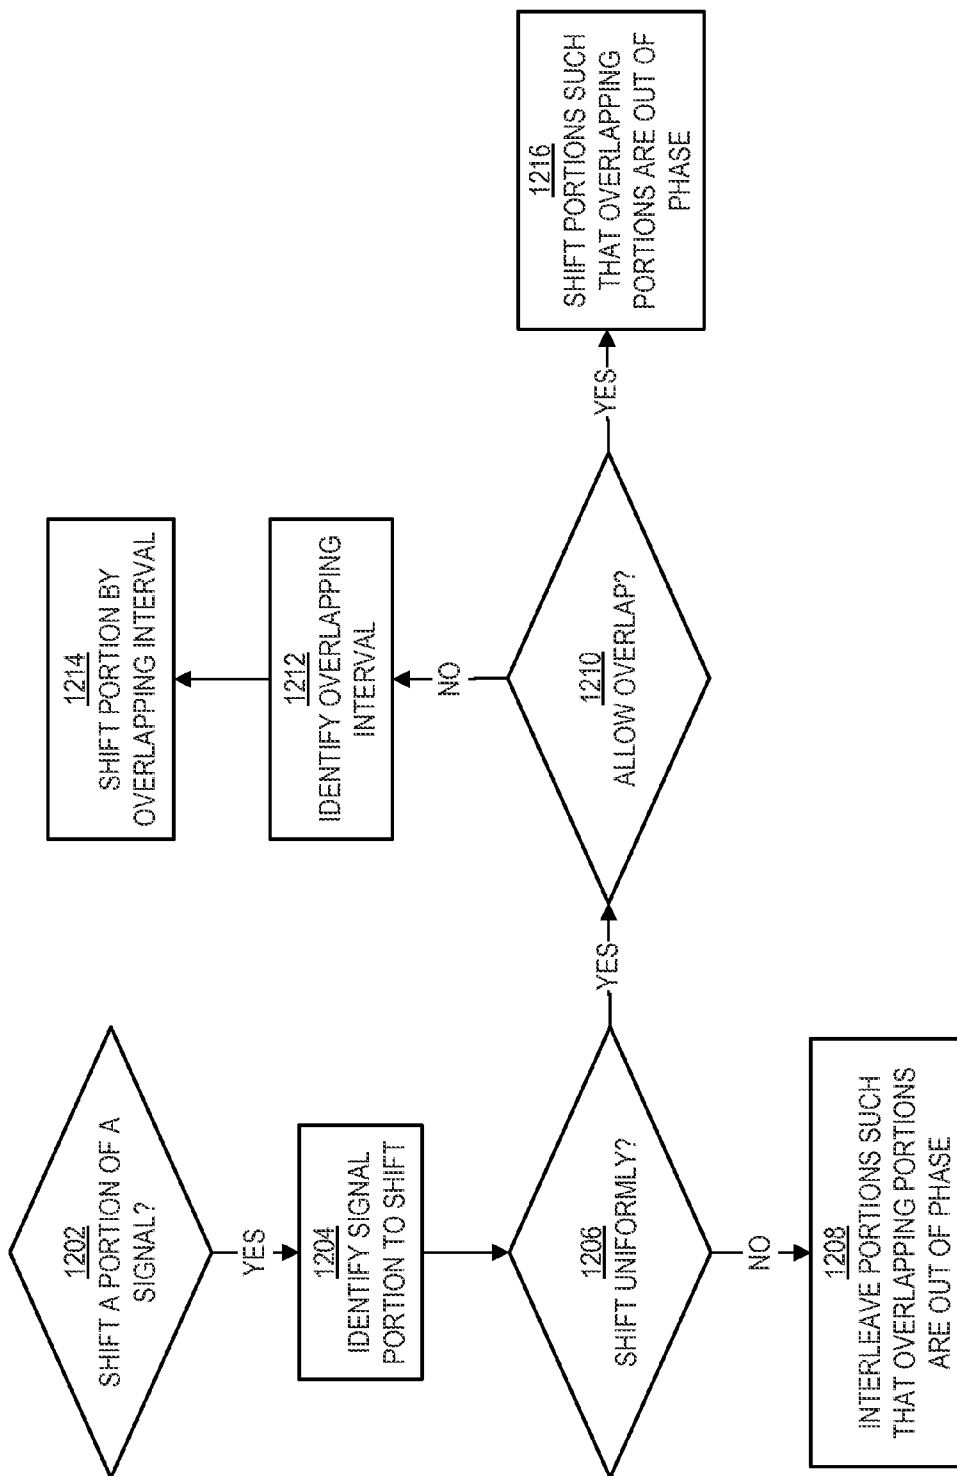 1202
SHIFT A PORTION OF A
SIGNAL?
YES
1204
IDENTIFY SIGNAL
PORTION TO SHIFT
1206
SHIFT UNIFORMLY?
NO
1208
INTERLEAVE PORTIONS SUCH
THAT OVERLAPPING PORTIONS
ARE OUT OF PHASE
YES
1210
ALLOW OVERLAP?
NO
1212
IDENTIFY OVERLAPPING
INTERVAL
1214
SHIFT PORTION BY
OVERLAPPING INTERVAL
YES
1216
SHIFT PORTIONS SUCH
THAT OVERLAPPING
PORTIONS ARE OUT OF
PHASE